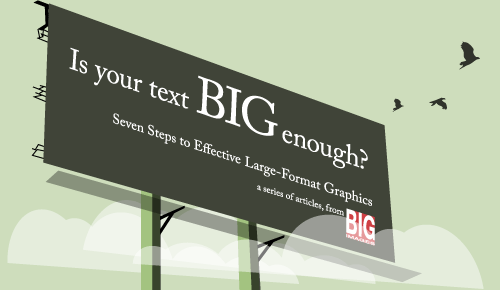 Is your text BIG enough?
Seven Steps to Effective Large-Format Graphics
a series of articles, from
BIG